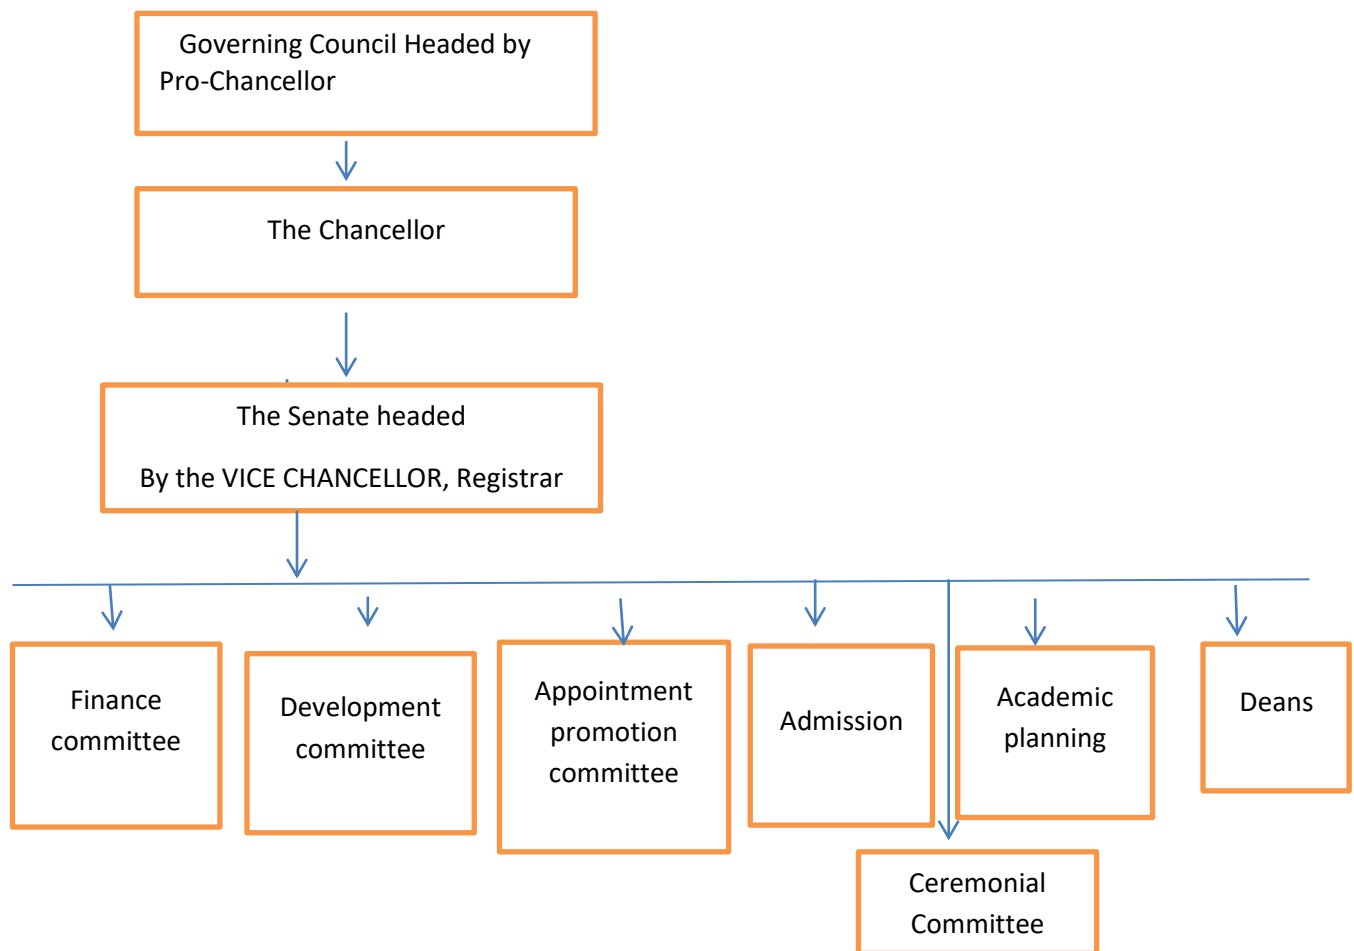 Governing Council Headed by
Pro-Chancellor
The Chancellor
The Senate headed
By the VICE CHANCELLOR, Registrar
Finance
committee
Development
committee
Appointment
promotion
committee
Admission
Academic
planning
Deans
Ceremonial
Committee